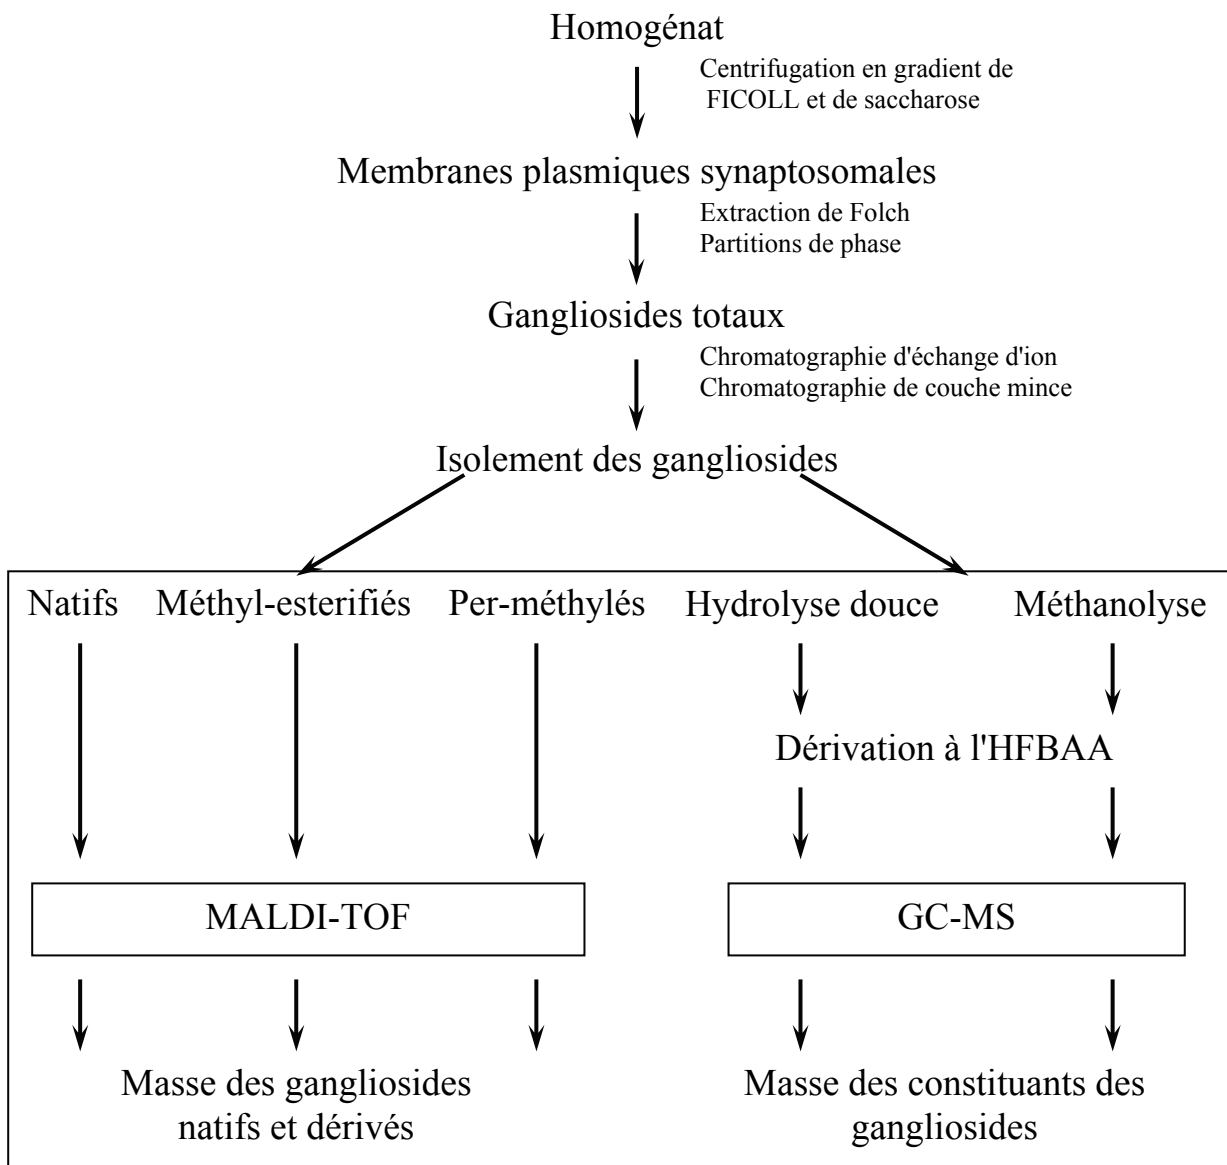 Homogénat
Centrifugation en gradient de
FICOLL et de saccharose
Membranes plasmiques synaptosomales
Extraction de Folch
Partitions de phase
Gangliosides totaux
Chromatographie d'échange d'ion
Chromatographie de couche mince
Isolement des gangliosides
Natifs Méthyl-esterifiés Per-méthylés Hydrolyse douce Méthanolyse
Dérivation à l'HFBAA
MALDI-TOF GC-MS
Masse des gangliosides Masse des constituants des
natifs et dérivés gangliosides